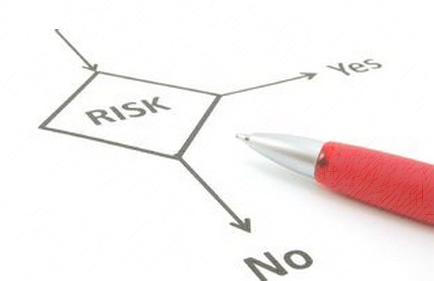 RISK
Yes
No